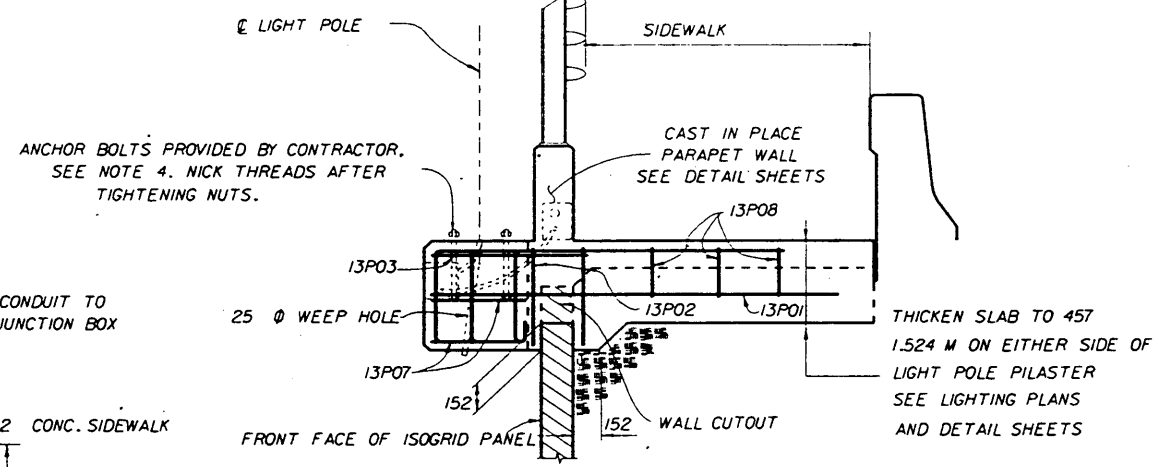 ℄ LIGHT POLE
SIDEWALK
ANCHOR BOLTS PROVIDED BY CONTRACTOR.
SEE NOTE 4. NICK THREADS AFTER
TIGHTENING NUTS.
CAST IN PLACE
PARAPET WALL
SEE DETAIL SHEETS
13P08
13P03
CONDUIT TO
JUNCTION BOX
25 Φ WEEP HOLE
13P02
13P01
THICKEN SLAB TO 457
1.524 M ON EITHER SIDE OF
LIGHT POLE PILASTER
SEE LIGHTING PLANS
AND DETAIL SHEETS
13P07
152
2 CONC. SIDEWALK
FRONT FACE OF ISOGRID PANEL
152
WALL CUTOUT